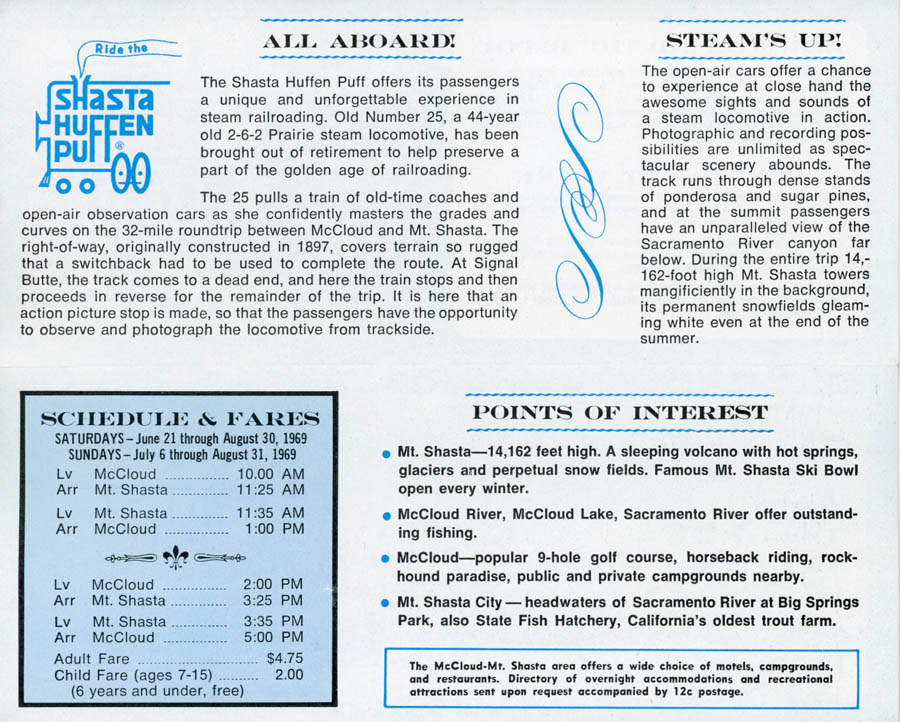 Ride the
SHASTA
HUFFEN
PUFF®
ALL ABOARD!
The Shasta Huffen Puff offers its passengers
a unique and unforgettable experience in
steam railroading. Old Number 25, a 44-year
old 2-6-2 Prairie steam locomotive, has been
brought out of retirement to help preserve a
part of the golden age of railroading.
The 25 pulls a train of old-time coaches and
open-air observation cars as she confidently masters the grades and
curves on the 32-mile roundtrip between McCloud and Mt. Shasta. The
right-of-way, originally constructed in 1897, covers terrain so rugged
that a switchback had to be used to complete the route. At Signal
Butte, the track comes to a dead end, and here the train stops and then
proceeds in reverse for the remainder of the trip. It is here that an
action picture stop is made, so that the passengers have the opportunity
to observe and photograph the locomotive from trackside.
STEAM'S UP!
The open-air cars offer a chance
to experience at close hand the
awesome sights and sounds of
a steam locomotive in action.
Photographic and recording pos-
sibilities are unlimited as spec-
tacular scenery abounds. The
track runs through dense stands
of ponderosa and sugar pines,
and at the summit passengers
have an unparalleled view of the
Sacramento River canyon far
below. During the entire trip 14,-
162-foot high Mt. Shasta towers
mangificiently in the background,
its permanent snowfields gleam-
ing white even at the end of the
summer.
SCHEDULE & FARES
SATURDAYS – June 21 through August 30, 1969
SUNDAYS – July 6 through August 31, 1969
Lv McCloud ................ 10.00 AM
Arr Mt. Shasta .............. 11:25 AM
Lv Mt. Shasta .............. 11:35 AM
Arr McCloud ................ 1:00 PM
Lv McCloud ................ 2:00 PM
Arr Mt. Shasta .............. 3:25 PM
Lv Mt. Shasta .............. 3:35 PM
Arr McCloud ................ 5:00 PM
Adult Fare .............................. $4.75
Child Fare (ages 7-15) .......... 2.00
(6 years and under, free)
POINTS OF INTEREST
• Mt. Shasta—14,162 feet high. A sleeping volcano with hot springs,
glaciers and perpetual snow fields. Famous Mt. Shasta Ski Bowl
open every winter.
• McCloud River, McCloud Lake, Sacramento River offer outstand-
ing fishing.
• McCloud—popular 9-hole golf course, horseback riding, rock-
hound paradise, public and private campgrounds nearby.
• Mt. Shasta City — headwaters of Sacramento River at Big Springs
Park, also State Fish Hatchery, California's oldest trout farm.
The McCloud-Mt. Shasta area offers a wide choice of motels, campgrounds,
and restaurants. Directory of overnight accommodations and recreational
attractions sent upon request accompanied by 12c postage.